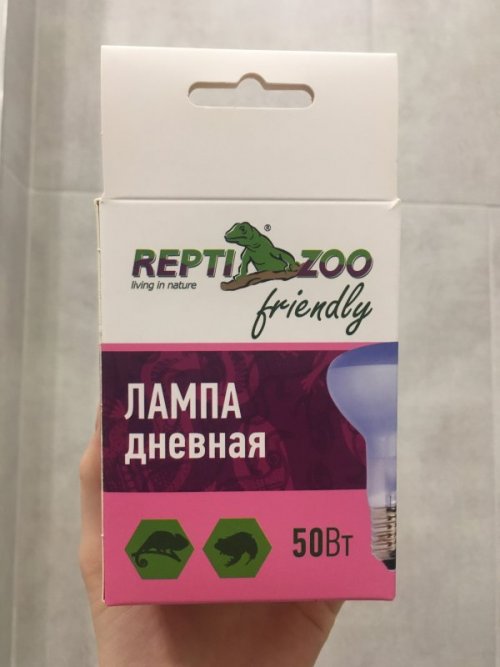 REPTI ZOO®
living in nature
friendly
ЛАМПА
дневная
50Вт